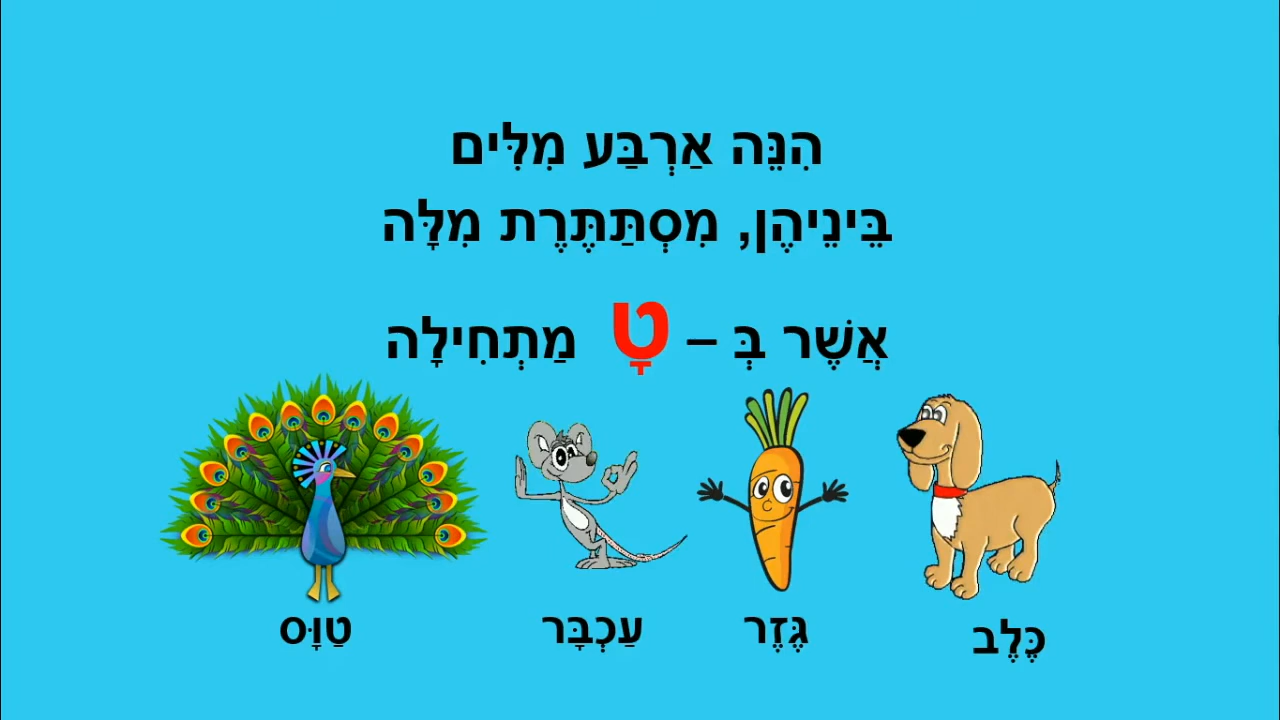 הִנֵּה אַרְבַּע מִלִּים
בֵּינֵיהֶן, מִסְתַּתֶּרֶת מִלָּה
אֲשֶׁר בְּ – טָ מַתְחִילָה
כֶּלֶב גֶּזֶר עַכְבָּר טַוָּס